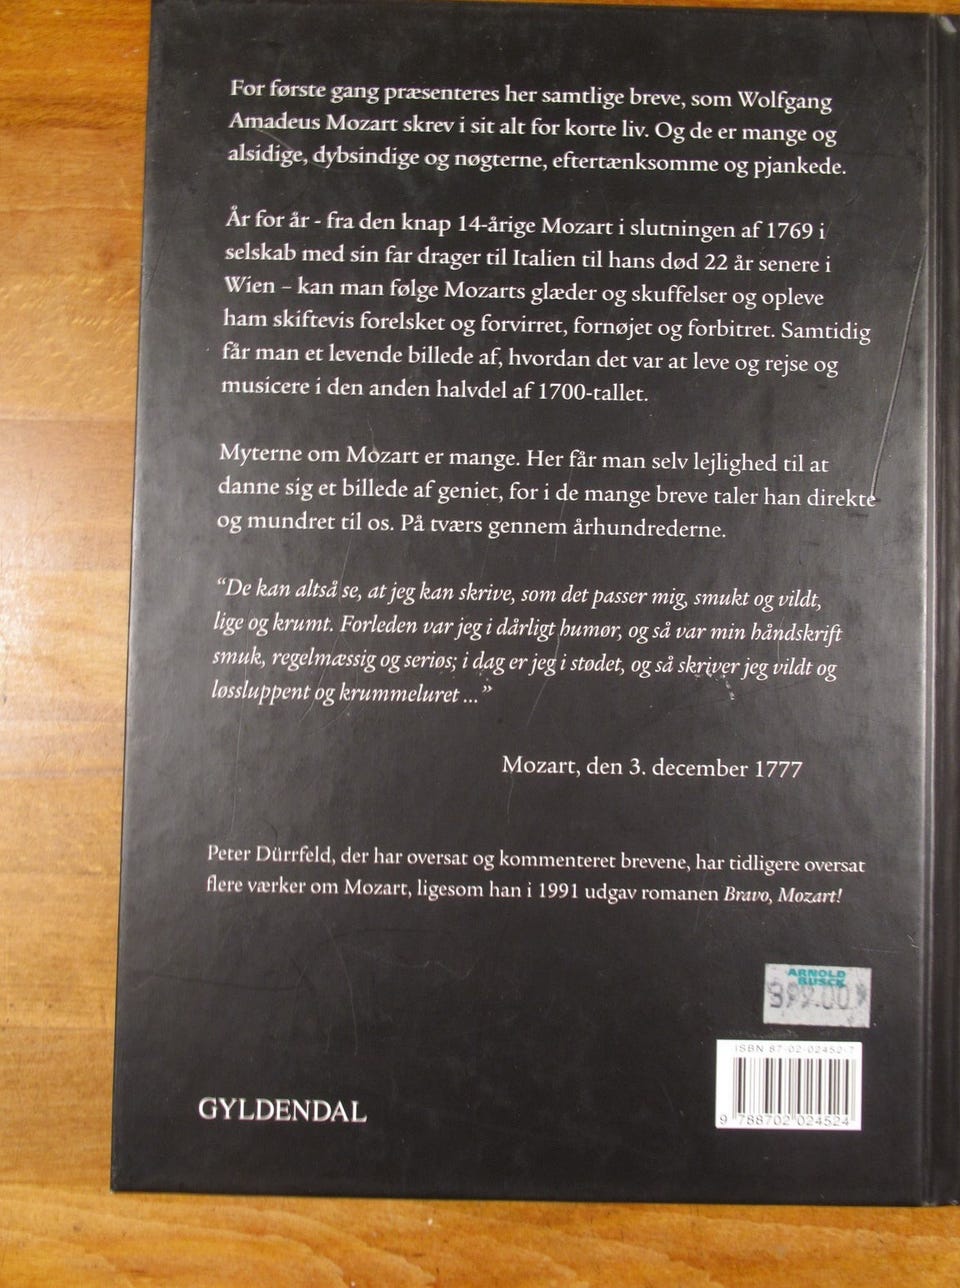 For første gang præsenteres her samtlige breve, som Wolfgang
Amadeus Mozart skrev i sit alt for korte liv. Og de er mange og
alsidige, dybsindige og nøgterne, eftertænksomme og pjankede.
År for år - fra den knap 14-årige Mozart i slutningen af 1769 i
selskab med sin far drager til Italien til hans død 22 år senere i
Wien – kan man følge Mozarts glæder og skuffelser og opleve
ham skiftevis forelsket og forvirret, fornøjet og forbitret. Samtidig
får man et levende billede af, hvordan det var at leve og rejse og
musicere i den anden halvdel af 1700-tallet.
Myterne om Mozart er mange. Her får man selv lejlighed til at
danne sig et billede af geniet, for i de mange breve taler han direkte
og mundret til os. På tværs gennem århundrederne.
“De kan altså se, at jeg kan skrive, som det passer mig, smukt og vildt,
lige og krumt. Forleden var jeg i dårligt humør, og så var min håndskrift
smuk, regelmæssig og seriøs; i dag er jeg i stødet, og så skriver jeg vildt og
løssluppent og krummeluret ...”
Mozart, den 3. december 1777
Peter Dürrfeld, der har oversat og kommenteret brevene, har tidligere oversat
flere værker om Mozart, ligesom han i 1991 udgav romanen Bravo, Mozart!
ARNOLD
BUSCK
ISBN 87-02-02452-7
9 788702 024524
GYLDENDAL